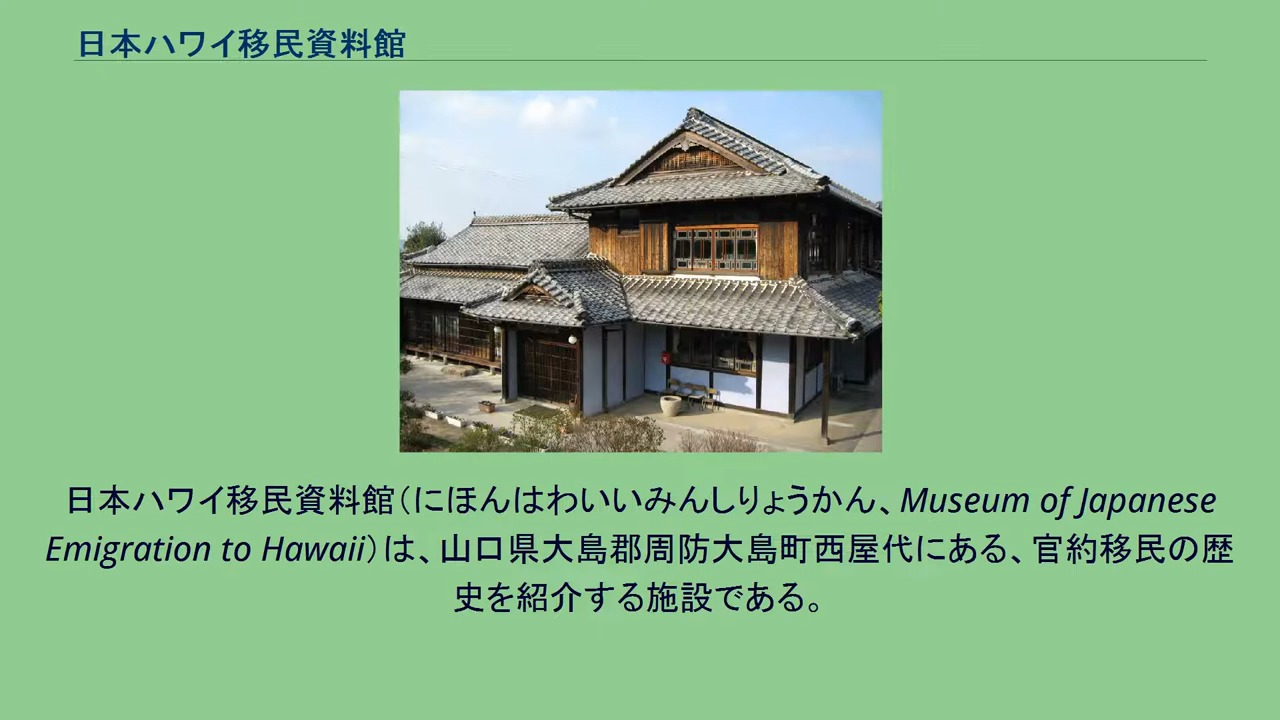 日本ハワイ移民資料館
日本ハワイ移民資料館（にほんはわいいみんしりょうかん、Museum of Japanese
Emigration to Hawaii）は、山口県大島郡周防大島町西屋代にある、官約移民の歴
史を紹介する施設である。